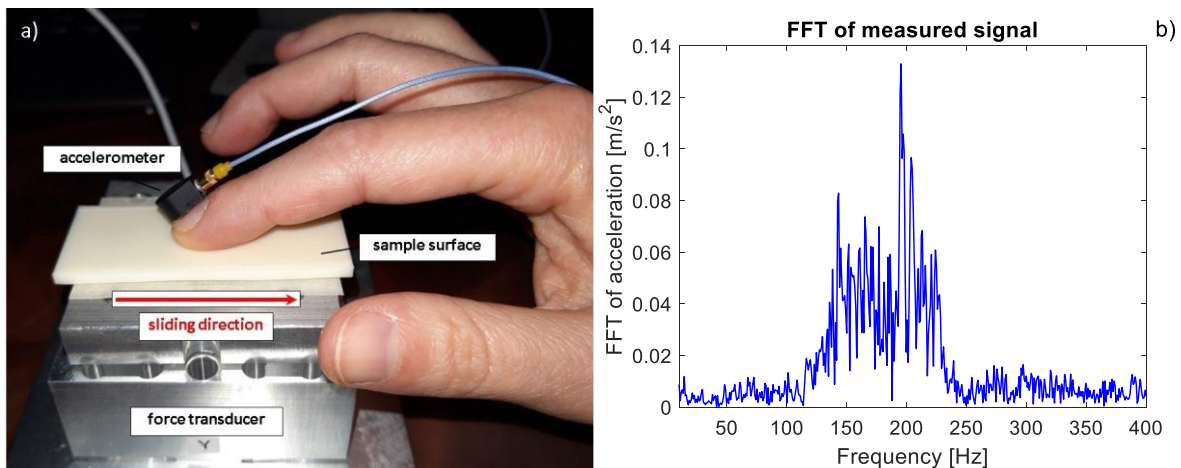 a)
accelerometer
sample surface
sliding direction
force transducer
Y
FFT of measured signal
b)
FFT of acceleration [m/s²]
0.14
0.12
0.1
0.08
0.06
0.04
0.02
0
50
100
150
200
250
300
350
400
Frequency [Hz]